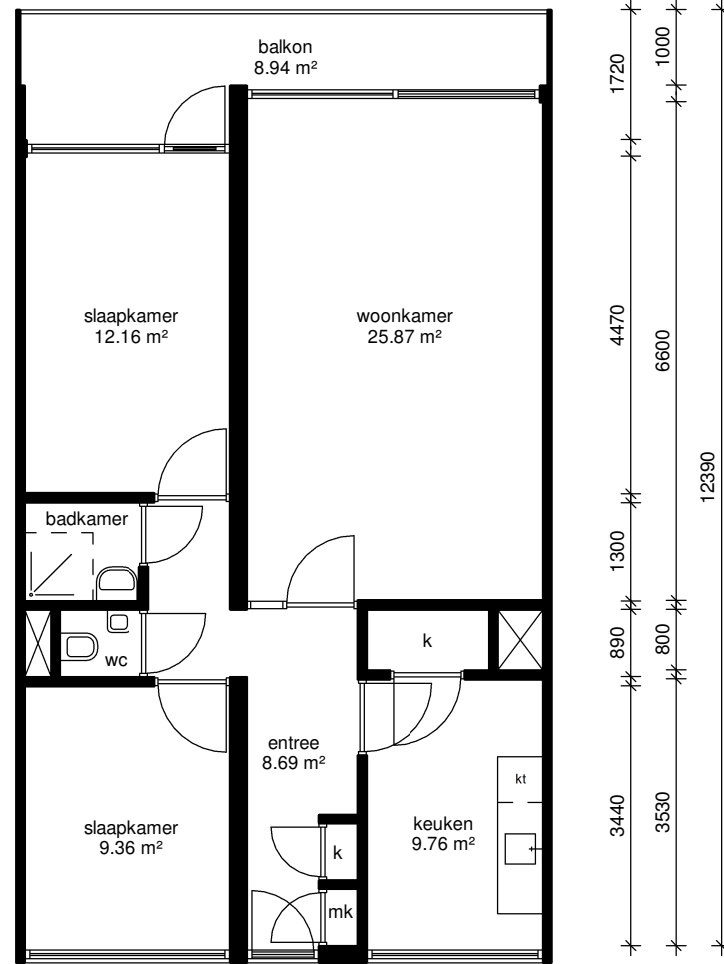 balkon
8.94 m²
1720
1000
slaapkamer
12.16 m²
woonkamer
25.87 m²
4470
6600
12390
badkamer
1300
wc
k
890
800
entree
8.69 m²
kt
slaapkamer
9.36 m²
keuken
9.76 m²
3440
3530
k
mk